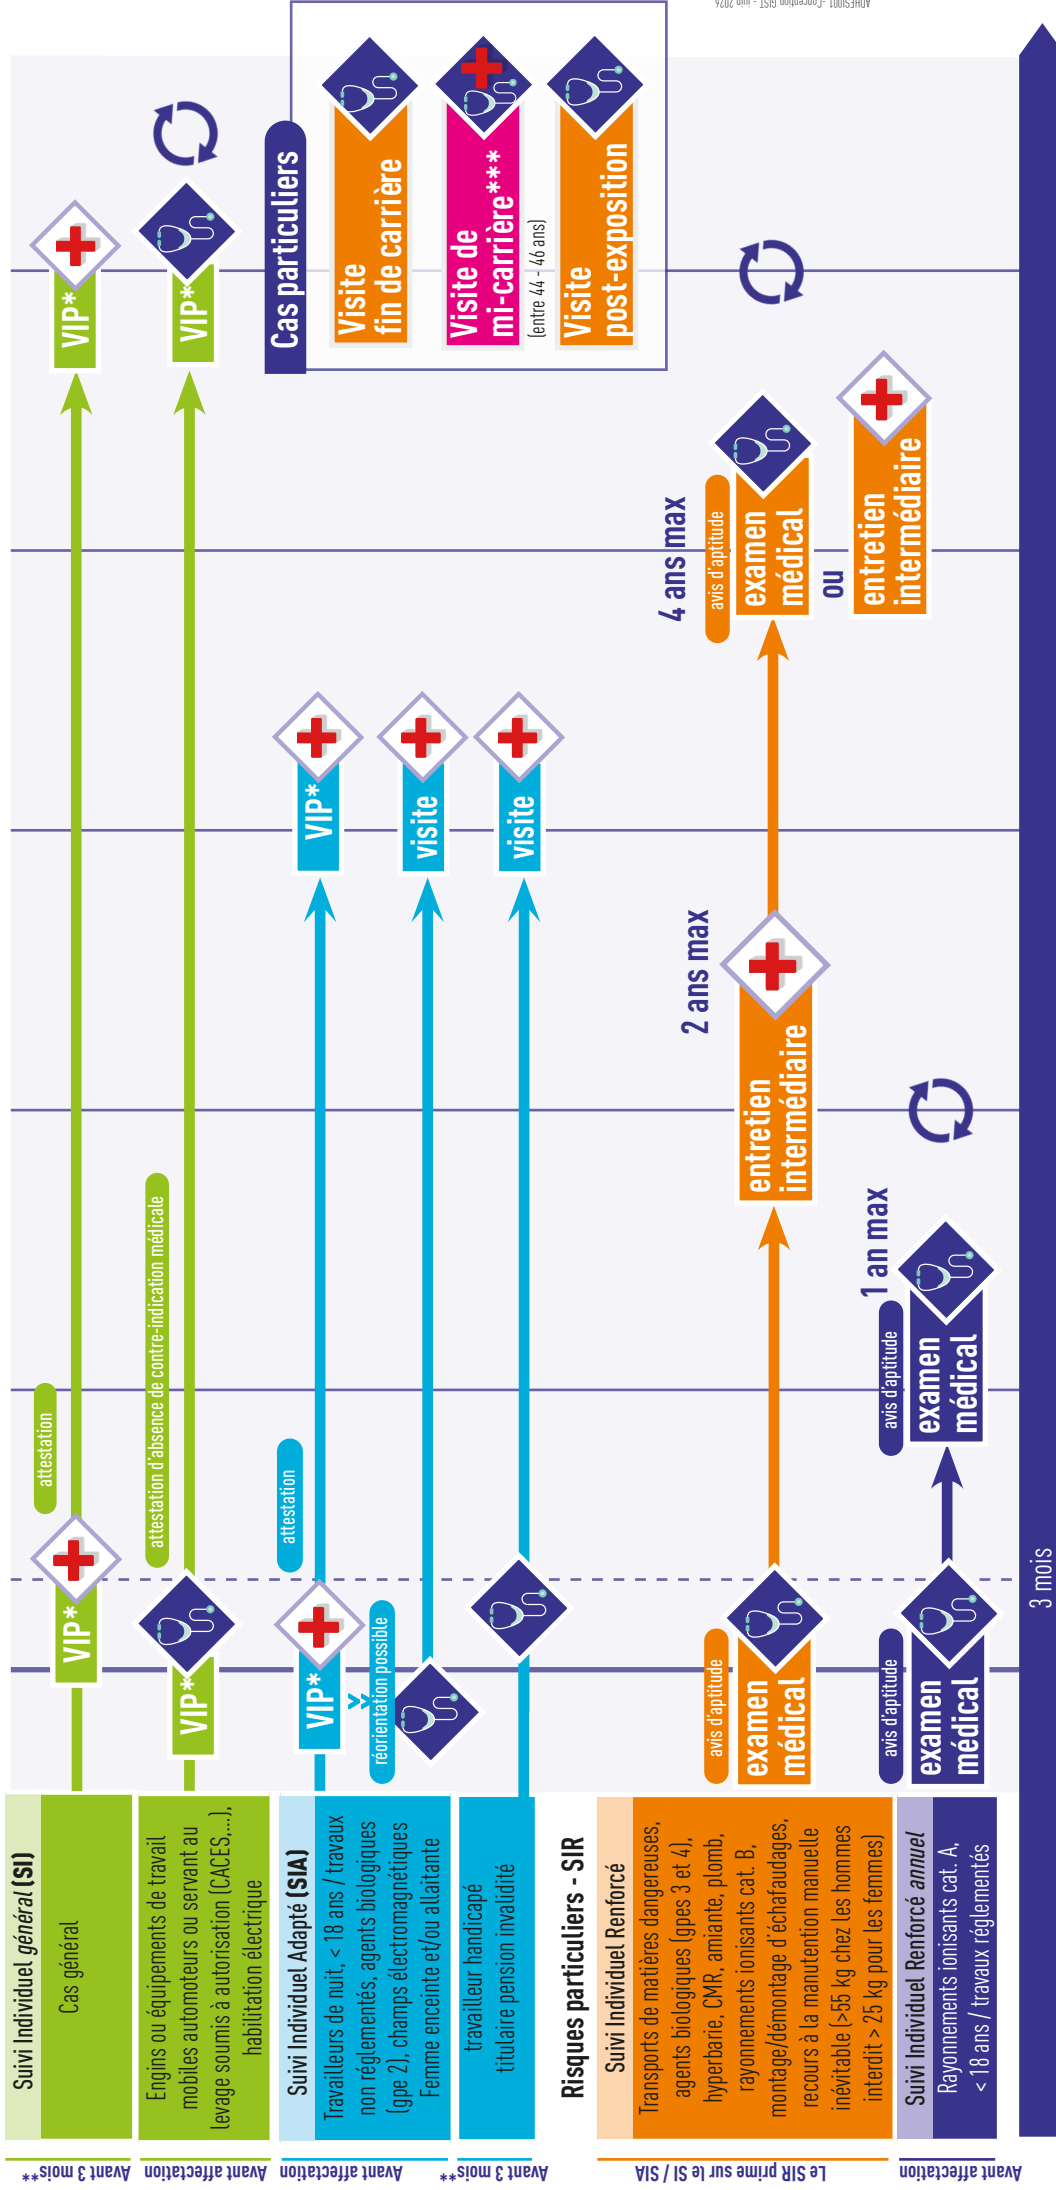 Suivi Individuel général (SI)
Cas général
Avant 3 mois**
VIP*
attestation
VIP*
Engins ou équipements de travail
mobiles automoteurs ou servant au
levage soumis à autorisation (CACES,...),
habilitation électrique
Avant affectation
VIP*
attestation d'absence de contre-indication médicale
VIP*
Suivi Individuel Adapté (SIA)
Travailleurs de nuit, < 18 ans / travaux
non réglementés, agents biologiques
(gpe 2), champs électromagnétiques
Femme enceinte et/ou allaitante
Avant affectation
VIP*
attestation
réorientation possible
VIP*
visite
travailleur handicapé
titulaire pension invalidité
Avant 3 mois**
visite
Cas particuliers
Visite
fin de carrière
Visite de
mi-carrière***
(entre 44 - 46 ans)
Visite
post-exposition
Risques particuliers - SIR
Suivi Individuel Renforcé
Transports de matières dangereuses,
agents biologiques (gpes 3 et 4),
hyperbarie, CMR, amiante, plomb,
rayonnements ionisants cat. B,
montage/démontage d'échafaudages,
recours à la manutention manuelle
inévitable (>55 kg chez les hommes
interdit > 25 kg pour les femmes)
Le SIR prime sur le SI / SIA
avis d'aptitude
examen
médical
2 ans max
entretien
intermédiaire
4 ans max
avis d'aptitude
examen
médical
ou
entretien
intermédiaire
Suivi Individuel Renforcé annuel
Rayonnements ionisants cat. A,
< 18 ans / travaux réglementés
Avant affectation
avis d'aptitude
examen
médical
1 an max
avis d'aptitude
examen
médical
3 mois
ADHESI001 - Conception GIST - juin 2026